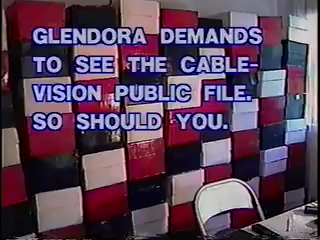 GLENDORA DEMANDS
TO SEE THE CABLE-
VISION PUBLIC FILE.
SO SHOULD YOU.